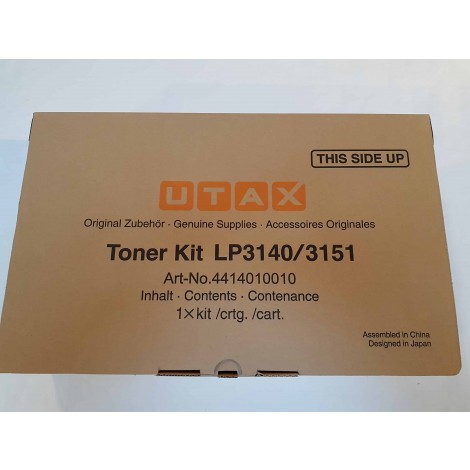 THIS SIDE UP
UTAX
Original Zubehör · Genuine Supplies · Accessoires Originales
Toner Kit LP3140/3151
Art-No.4414010010
Inhalt · Contents · Contenance
1×kit /crtg. /cart.
Assembled in China
Designed in Japan